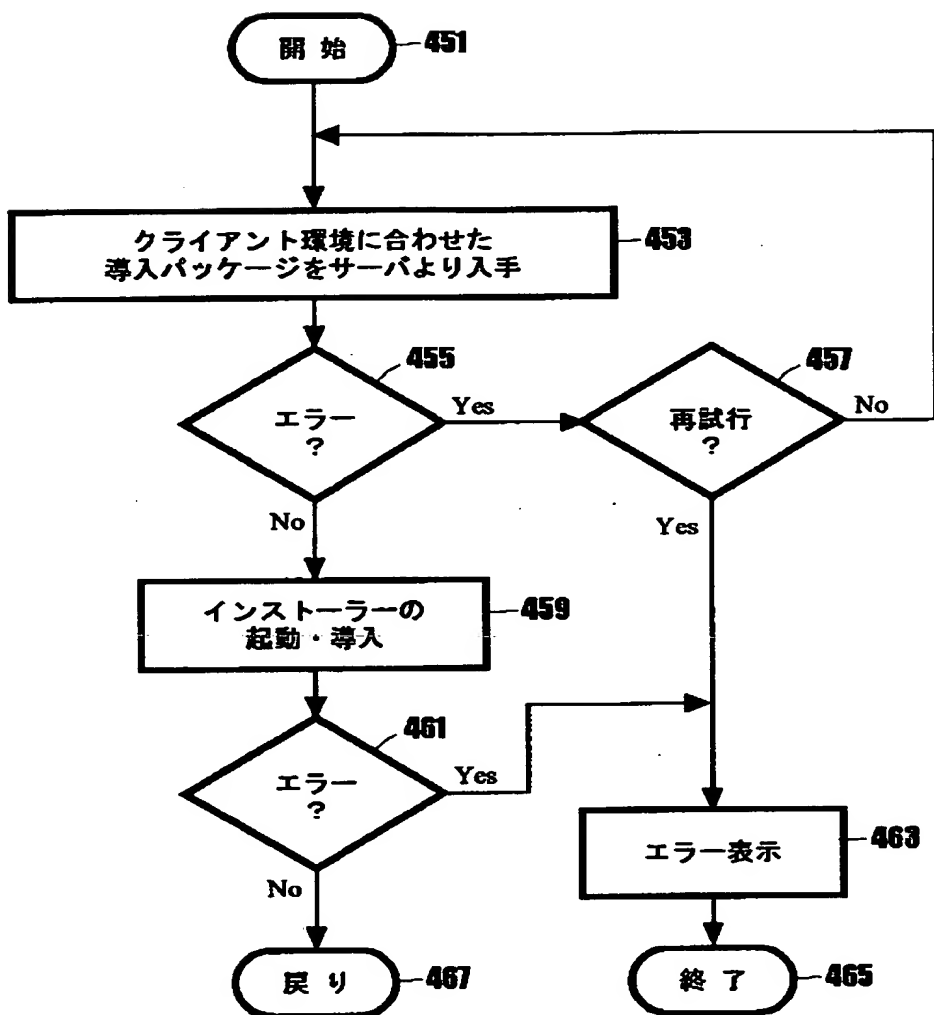 開 始
451
クライアント環境に合わせた
導入パッケージをサーバより入手
453
エラー
?
455
Yes
再試行
?
457
No
No
Yes
インストーラーの
起動・導入
459
エラー
?
461
Yes
エラー表示
463
No
戻 り
467
終 了
465